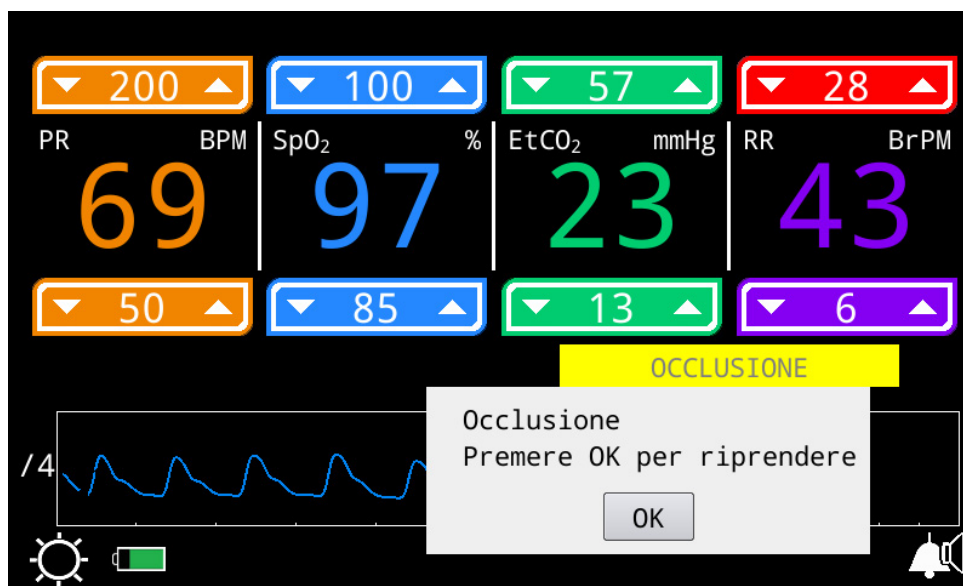 200 100 57 28
PR BPM SpO₂ % EtCO₂ mmHg RR BrPM
69 97 23 43
50 85 13 6
OCCLUSIONE
Occlusione
Premere OK per riprendere
/4
OK